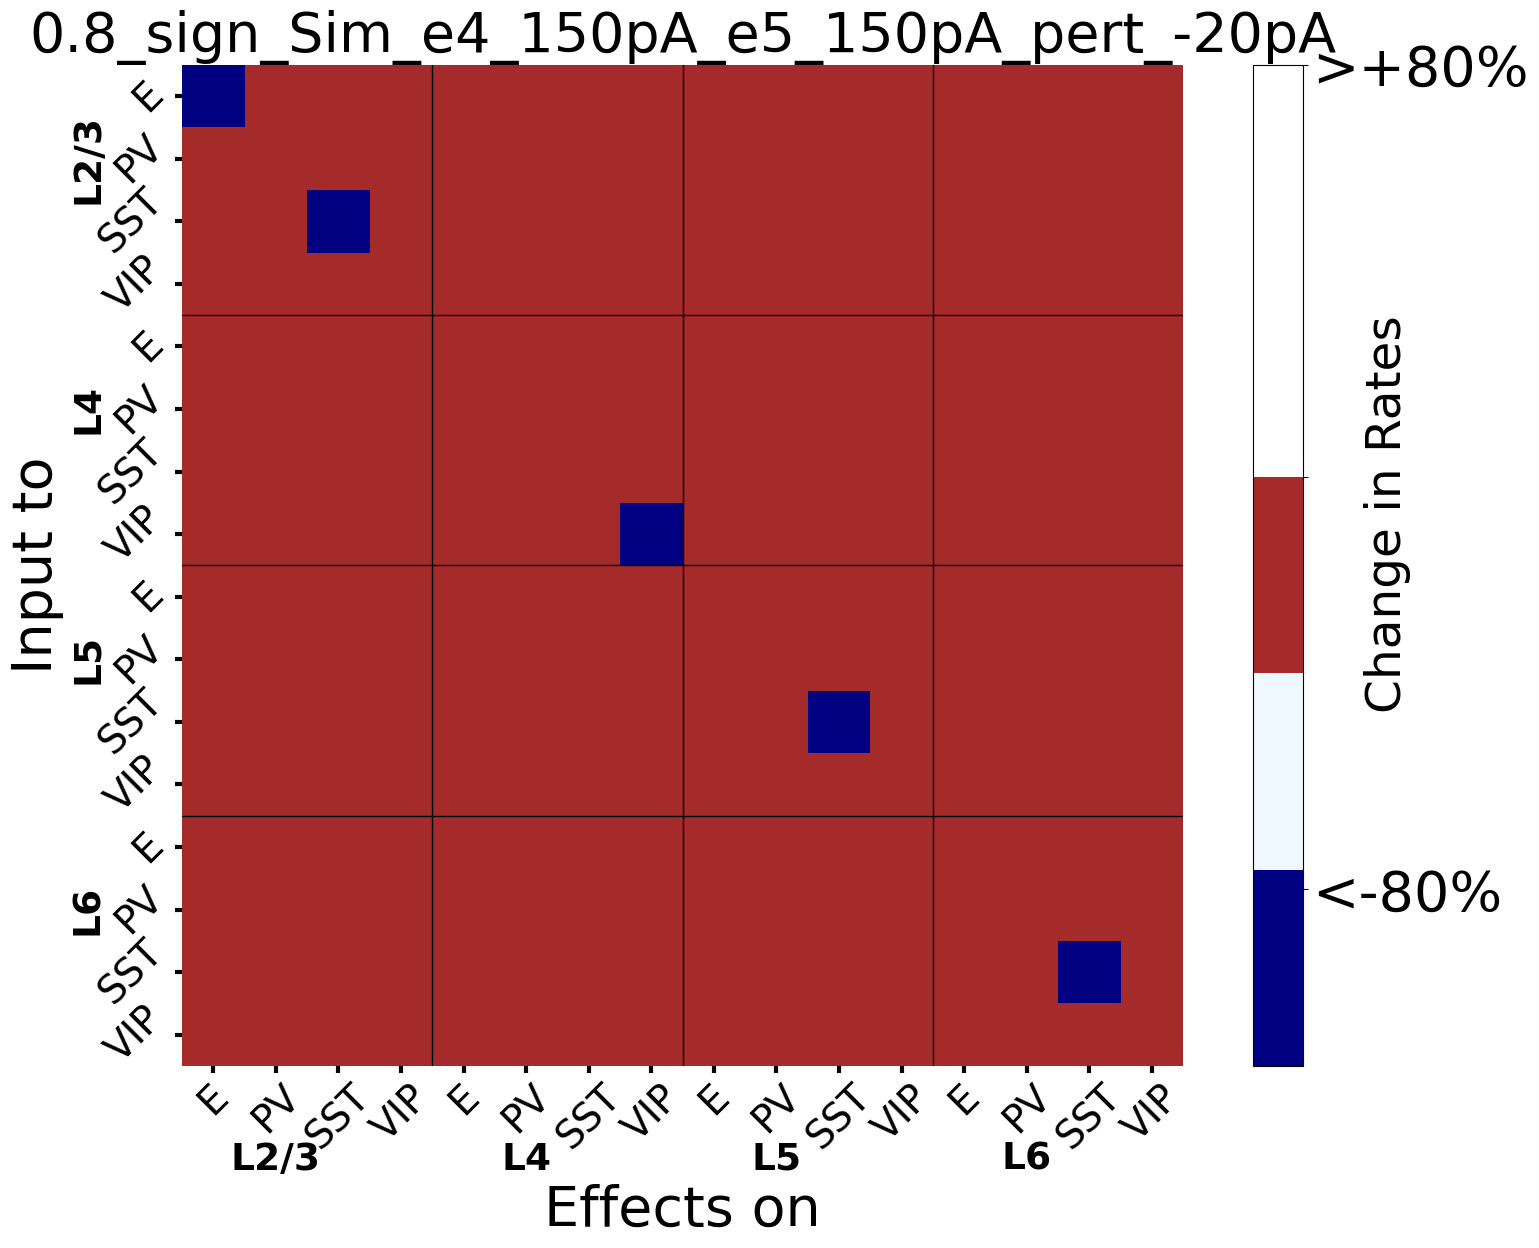 0.8_sign_Sim_e4_150pA_e5_150pA_pert_-20pA
>+80%
<-80%
Change in Rates
Input to
L2/3
E
PV
SST
VIP
L4
E
PV
SST
VIP
L5
E
PV
SST
VIP
L6
E
PV
SST
VIP
E PV SST VIP E PV SST VIP E PV SST VIP E PV SST VIP
L2/3 L4 L5 L6
Effects on